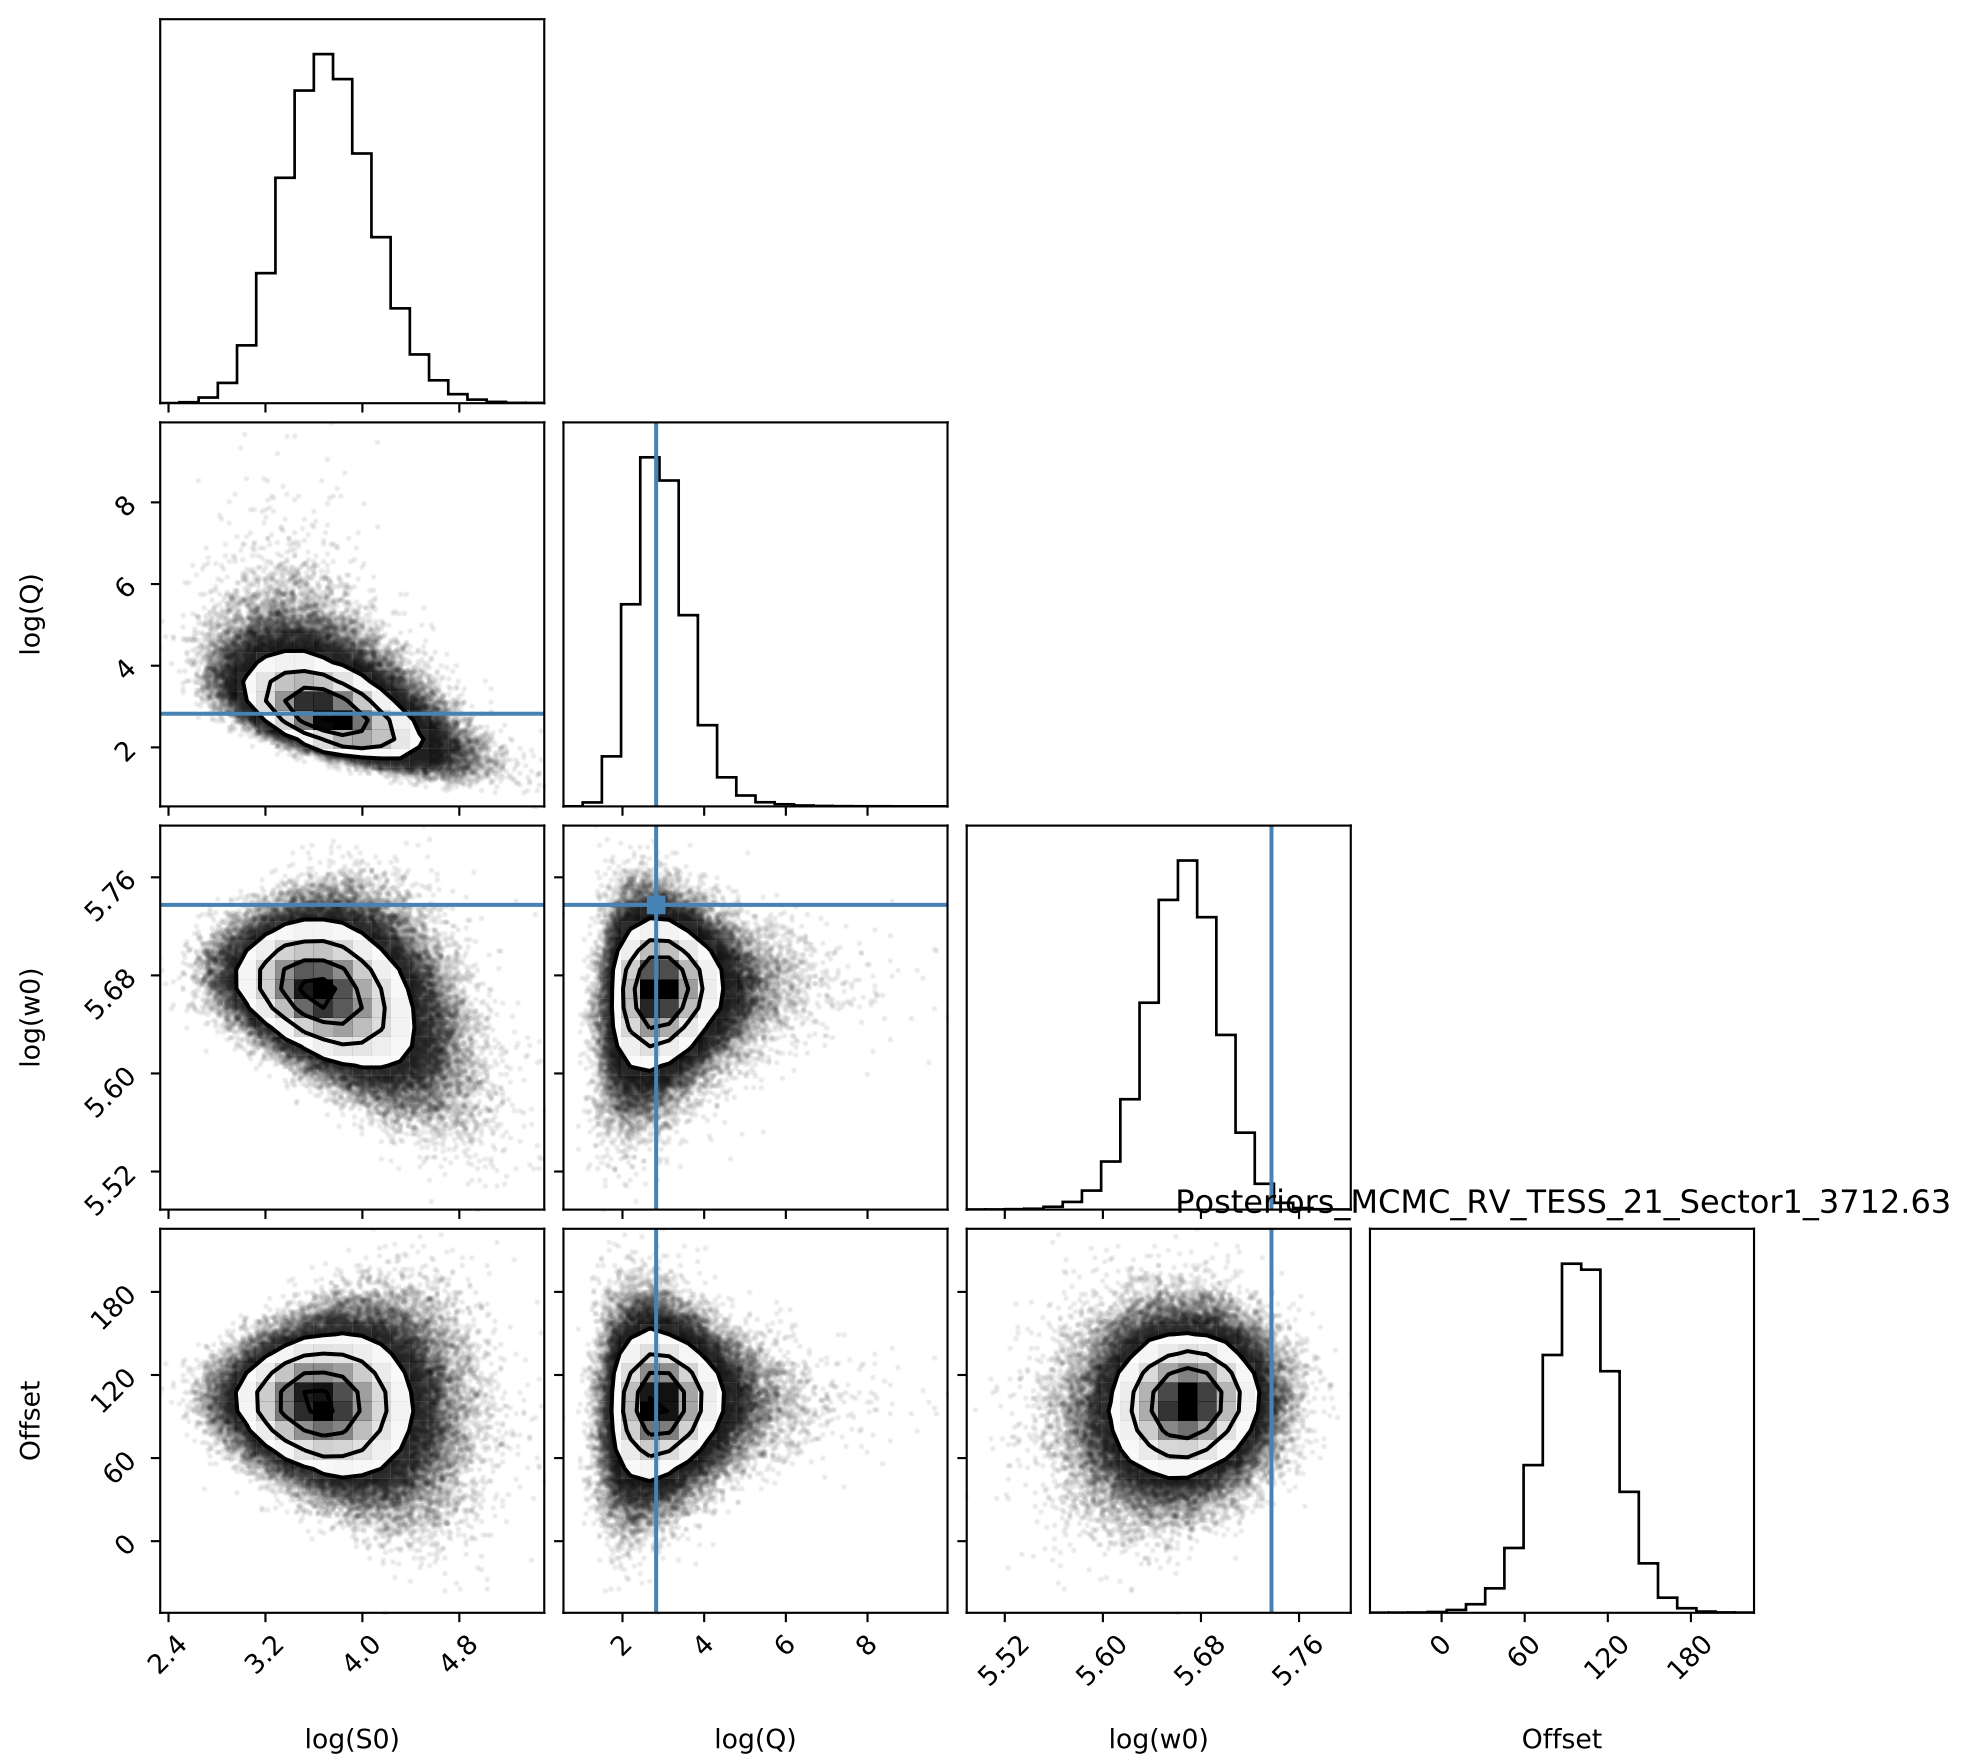 8
6
4
2
log(Q)
5.76
5.68
5.60
5.52
log(w0)
Posteriors_MCMC_RV_TESS_21_Sector1_3712.63
180
120
60
0
Offset
2.4 3.2 4.0 4.8
2 4 6 8
5.52 5.60 5.68 5.76
0 60 120 180
log(S0)
log(Q)
log(w0)
Offset